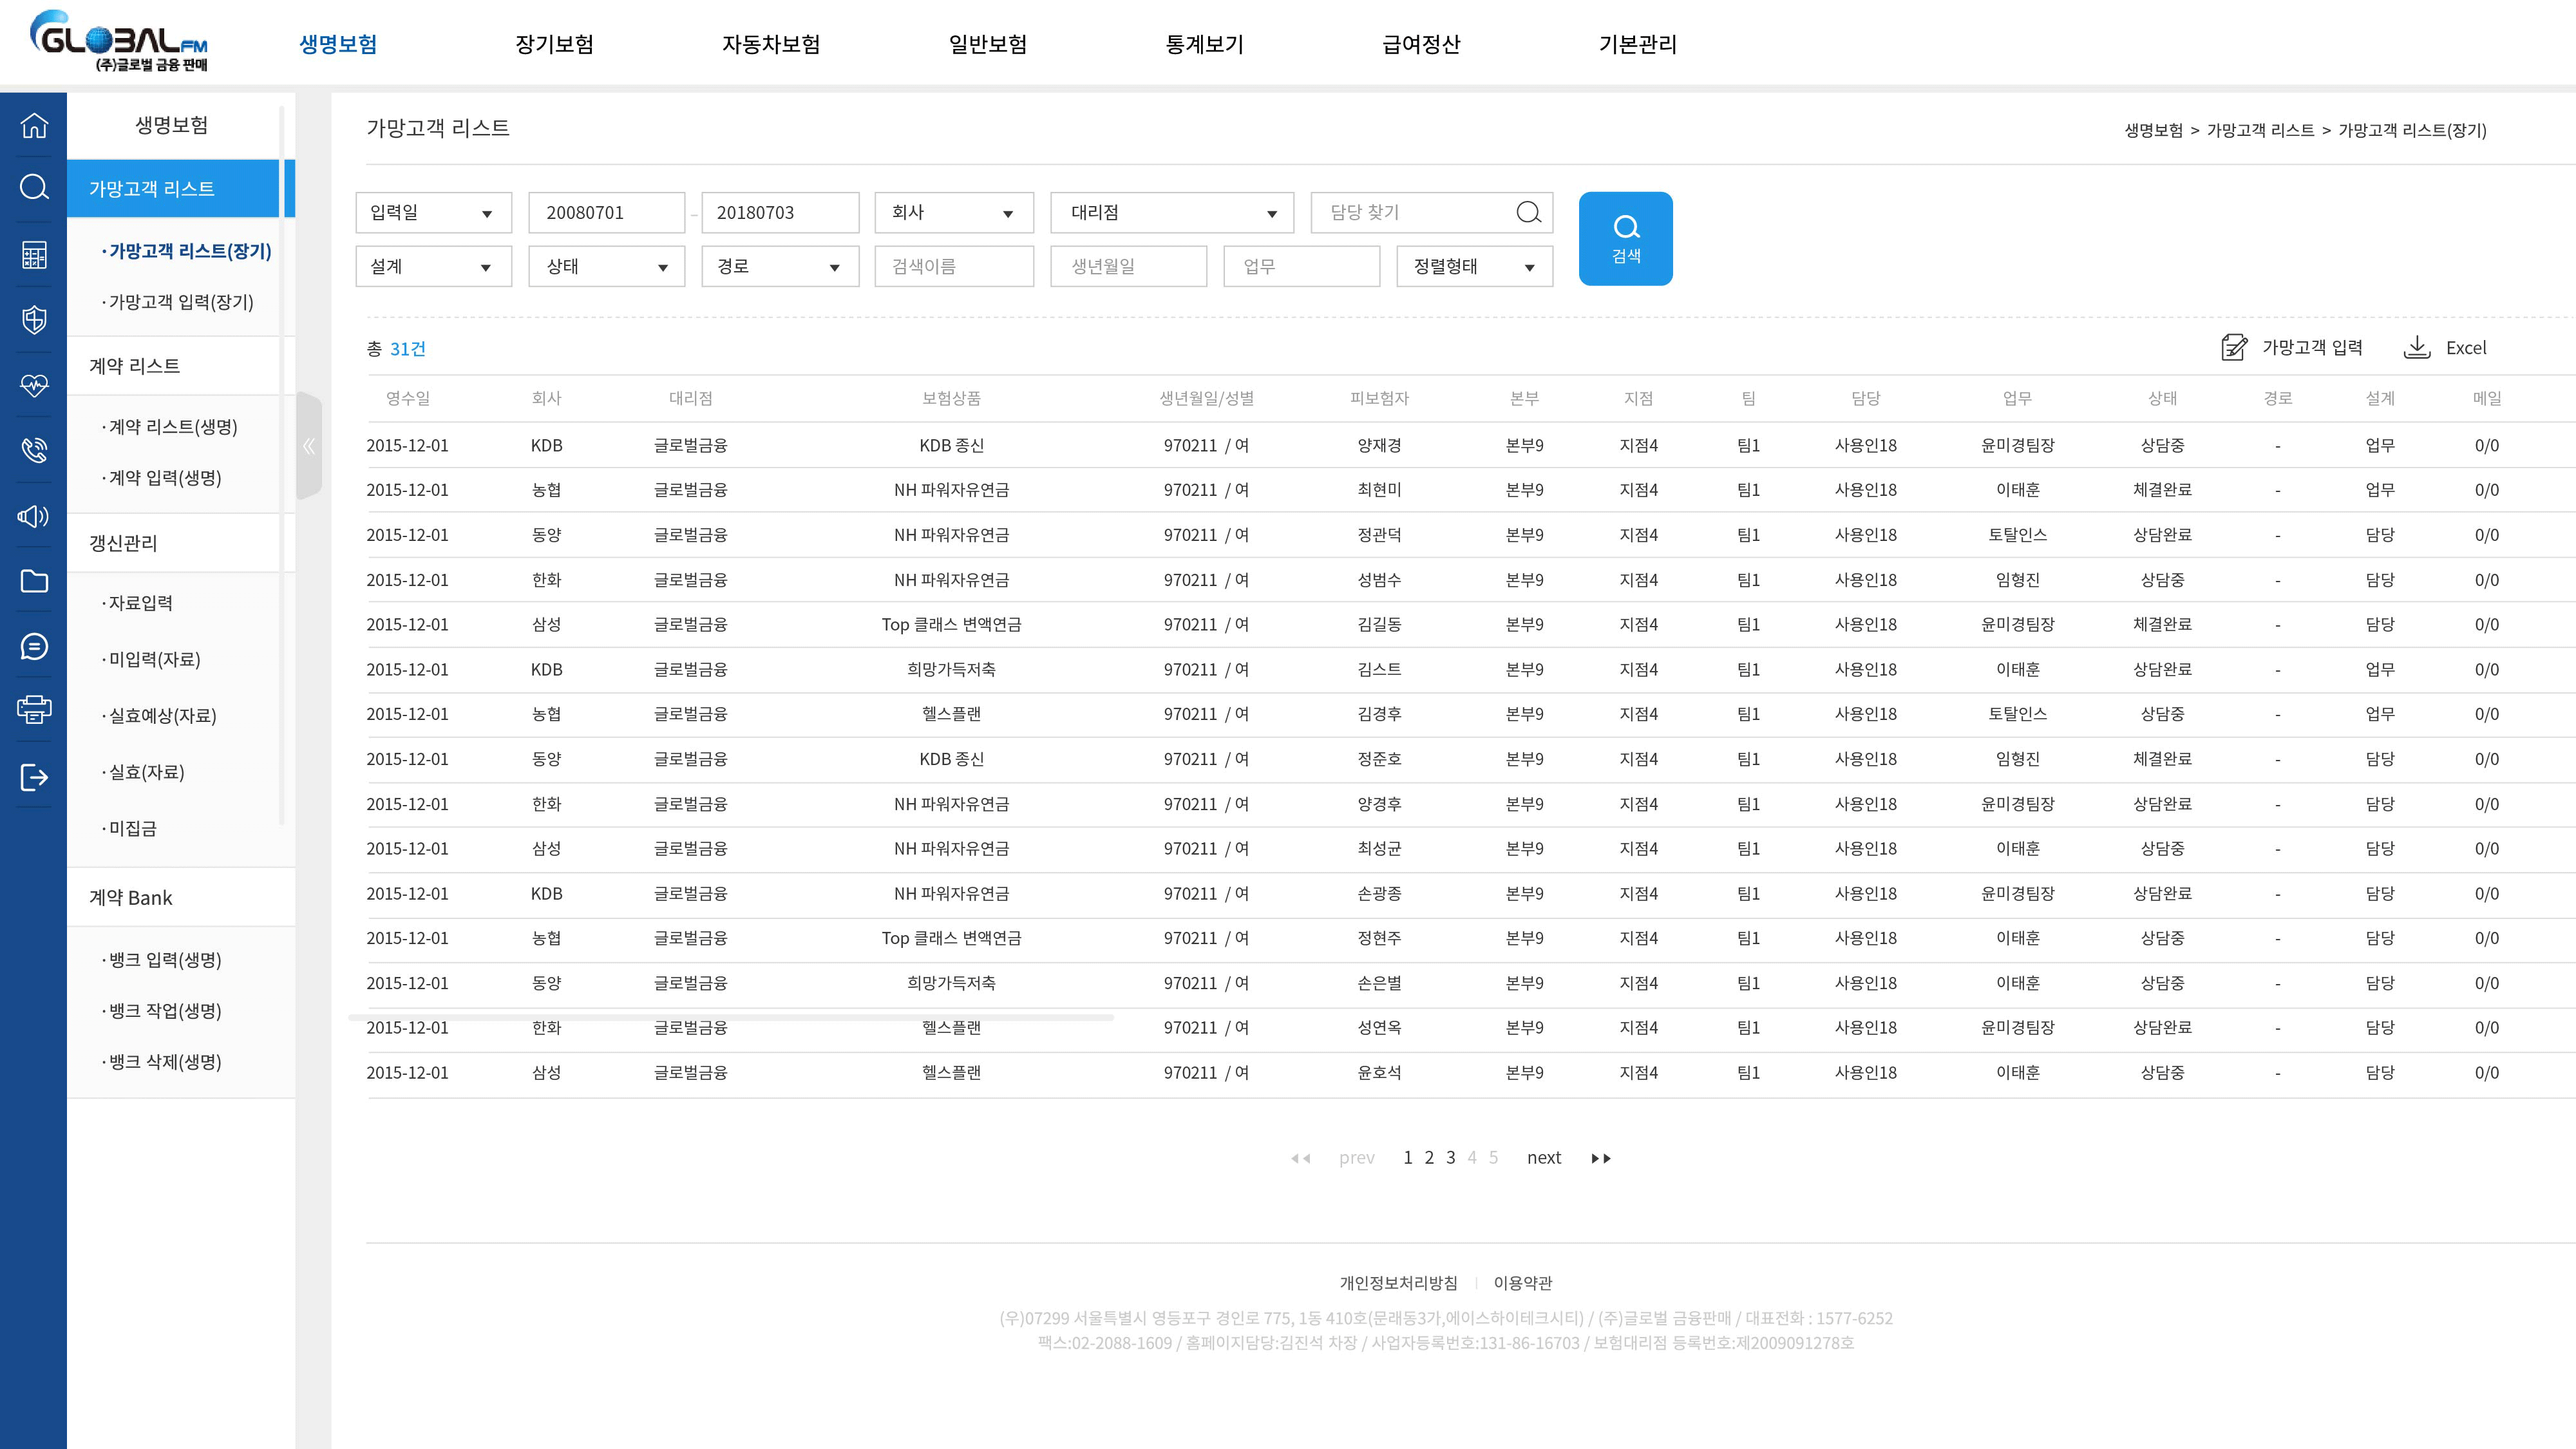 GLOBAL FM
(주)글로벌 금융 판매
생명보험 장기보험 자동차보험 일반보험 통계보기 급여정산 기본관리
생명보험
가망고객 리스트
·가망고객 리스트(장기)
·가망고객 입력(장기)
계약 리스트
·계약 리스트(생명)
·계약 입력(생명)
갱신관리
·자료입력
·미입력(자료)
·실효예상(자료)
·실효(자료)
·미집금
계약 Bank
·뱅크 입력(생명)
·뱅크 작업(생명)
·뱅크 삭제(생명)
가망고객 리스트
생명보험 > 가망고객 리스트 > 가망고객 리스트(장기)
입력일 20080701 - 20180703 회사 대리점 담당 찾기
설계 상태 경로 검색이름 생년월일 업무 정렬형태
검색
총 31건
가망고객 입력 Excel
영수일 회사 대리점 보험상품 생년월일/성별 피보험자 본부 지점 팀 담당 업무 상태 경로 설계 메일
2015-12-01 KDB 글로벌금융 KDB 종신 970211 / 여 양재경 본부9 지점4 팀1 사용인18 윤미경팀장 상담중 - 업무 0/0
2015-12-01 농협 글로벌금융 NH 파워자유연금 970211 / 여 최현미 본부9 지점4 팀1 사용인18 이태훈 체결완료 - 업무 0/0
2015-12-01 동양 글로벌금융 NH 파워자유연금 970211 / 여 정관덕 본부9 지점4 팀1 사용인18 토탈인스 상담완료 - 담당 0/0
2015-12-01 한화 글로벌금융 NH 파워자유연금 970211 / 여 성범수 본부9 지점4 팀1 사용인18 임형진 상담중 - 담당 0/0
2015-12-01 삼성 글로벌금융 Top 클래스 변액연금 970211 / 여 김길동 본부9 지점4 팀1 사용인18 윤미경팀장 체결완료 - 담당 0/0
2015-12-01 KDB 글로벌금융 희망가득저축 970211 / 여 김스트 본부9 지점4 팀1 사용인18 이태훈 상담완료 - 업무 0/0
2015-12-01 농협 글로벌금융 헬스플랜 970211 / 여 김경후 본부9 지점4 팀1 사용인18 토탈인스 상담중 - 업무 0/0
2015-12-01 동양 글로벌금융 KDB 종신 970211 / 여 정준호 본부9 지점4 팀1 사용인18 임형진 체결완료 - 담당 0/0
2015-12-01 한화 글로벌금융 NH 파워자유연금 970211 / 여 양경후 본부9 지점4 팀1 사용인18 윤미경팀장 상담완료 - 담당 0/0
2015-12-01 삼성 글로벌금융 NH 파워자유연금 970211 / 여 최성균 본부9 지점4 팀1 사용인18 이태훈 상담중 - 담당 0/0
2015-12-01 KDB 글로벌금융 NH 파워자유연금 970211 / 여 손광종 본부9 지점4 팀1 사용인18 윤미경팀장 상담완료 - 담당 0/0
2015-12-01 농협 글로벌금융 Top 클래스 변액연금 970211 / 여 정현주 본부9 지점4 팀1 사용인18 이태훈 상담중 - 담당 0/0
2015-12-01 동양 글로벌금융 희망가득저축 970211 / 여 손은별 본부9 지점4 팀1 사용인18 이태훈 상담중 - 담당 0/0
2015-12-01 한화 글로벌금융 헬스플랜 970211 / 여 성연옥 본부9 지점4 팀1 사용인18 윤미경팀장 상담완료 - 담당 0/0
2015-12-01 삼성 글로벌금융 헬스플랜 970211 / 여 윤호석 본부9 지점4 팀1 사용인18 이태훈 상담중 - 담당 0/0
prev 1 2 3 4 5 next
개인정보처리방침 | 이용약관
(우)07299 서울특별시 영등포구 경인로 775, 1동 410호(문래동3가,에이스하이테크시티) / (주)글로벌 금융판매 / 대표전화 : 1577-6252
팩스:02-2088-1609 / 홈페이지담당:김진석 차장 / 사업자등록번호:131-86-16703 / 보험대리점 등록번호:제2009091278호